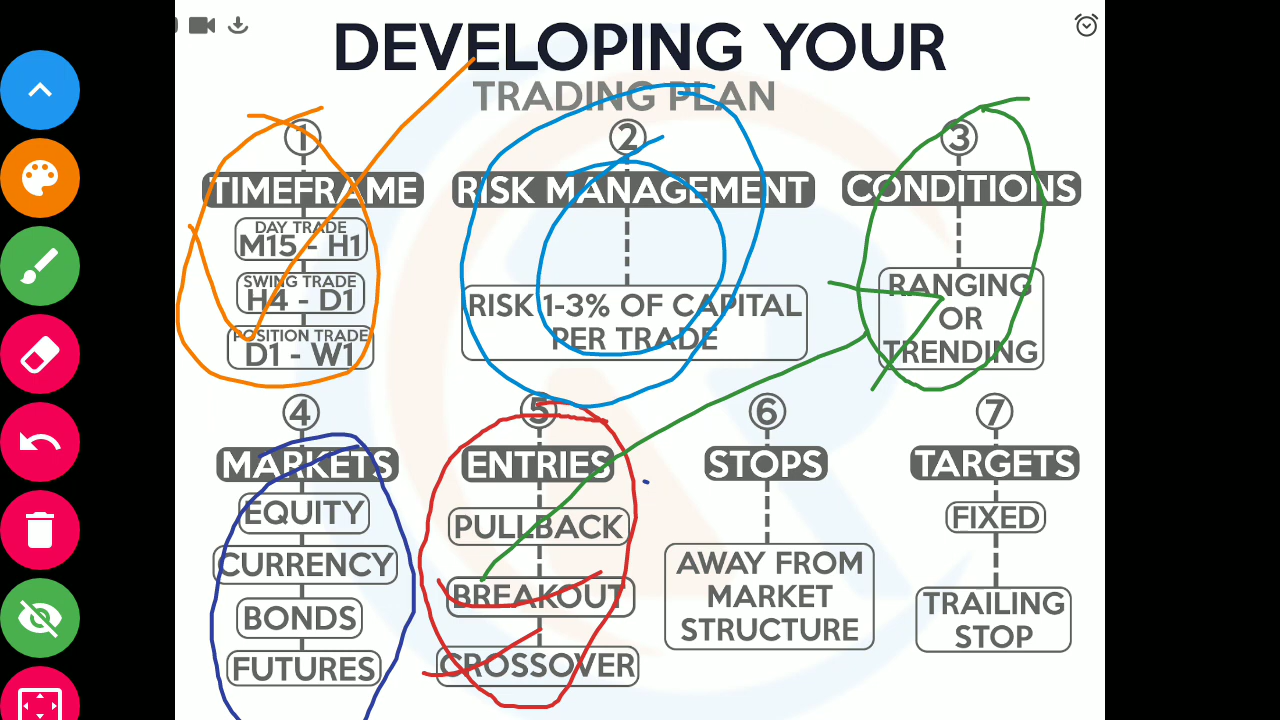 DEVELOPING YOUR
TRADING PLAN
1
TIMEFRAME
DAY TRADE
M15 - H1
SWING TRADE
H4 - D1
POSITION TRADE
D1 - W1
2
RISK MANAGEMENT
RISK 1-3% OF CAPITAL
PER TRADE
3
CONDITIONS
RANGING
OR
TRENDING
4
MARKETS
EQUITY
CURRENCY
BONDS
FUTURES
5
ENTRIES
PULLBACK
BREAKOUT
CROSSOVER
6
STOPS
AWAY FROM
MARKET
STRUCTURE
7
TARGETS
FIXED
TRAILING
STOP